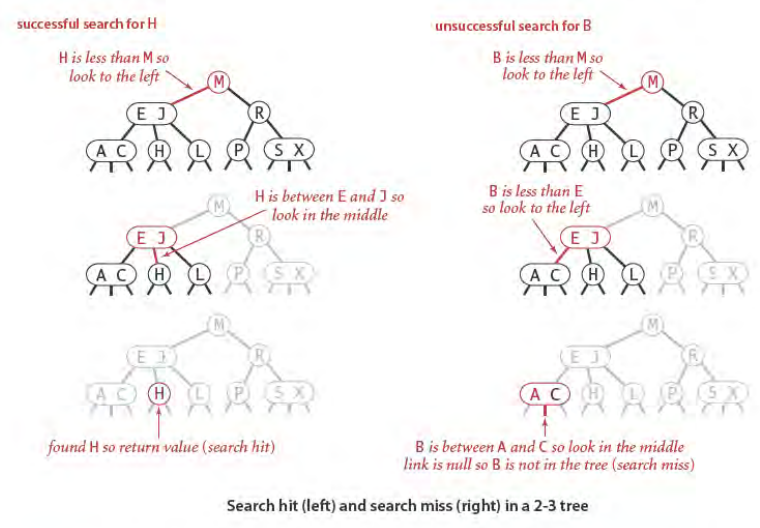 successful search for H
H is less than M so
look to the left
M
E J
R
A C
H
L
P
S X
H is between E and J so
look in the middle
M
E J
R
A C
H
L
P
S X
M
E J
R
A C
H
L
P
S X
found H so return value (search hit)
unsuccessful search for B
B is less than M so
look to the left
M
E J
R
A C
H
L
P
S X
B is less than E
so look to the left
M
E J
R
A C
H
L
P
S X
M
E J
R
A C
H
L
P
S X
B is between A and C so look in the middle
link is null so B is not in the tree (search miss)
Search hit (left) and search miss (right) in a 2-3 tree